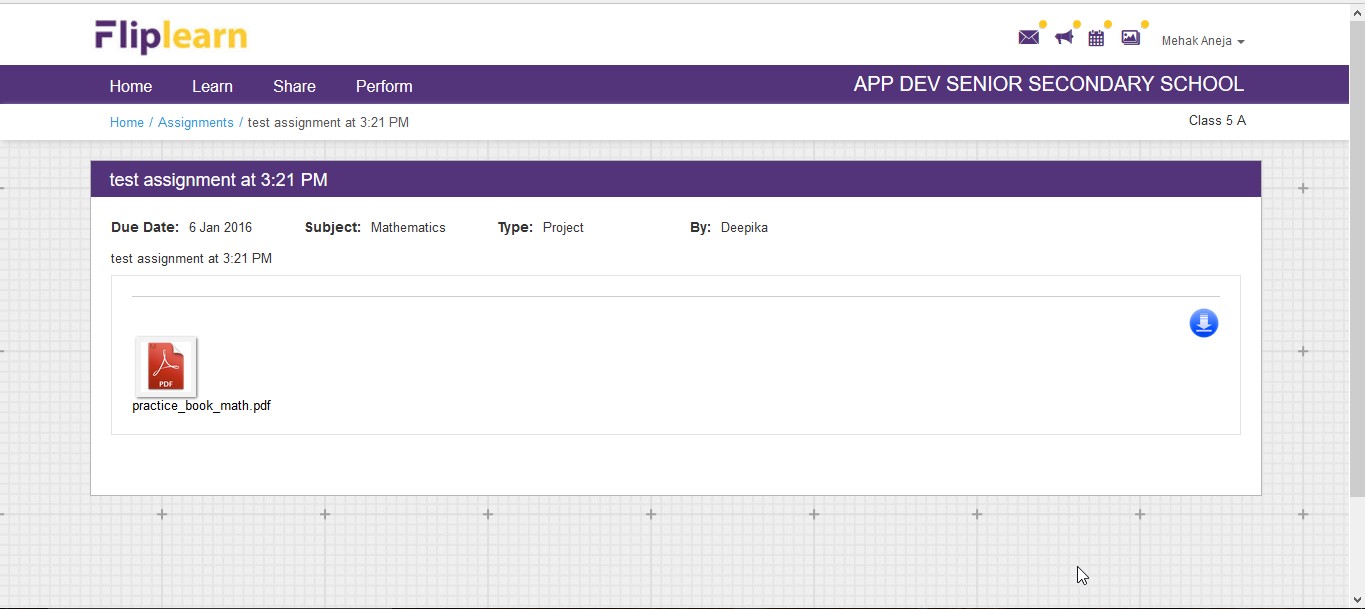 Fliplearn
Mehak Aneja
Home Learn Share Perform APP DEV SENIOR SECONDARY SCHOOL
Home / Assignments / test assignment at 3:21 PM Class 5 A
test assignment at 3:21 PM
Due Date: 6 Jan 2016 Subject: Mathematics Type: Project By: Deepika
test assignment at 3:21 PM
PDF
practice_book_math.pdf